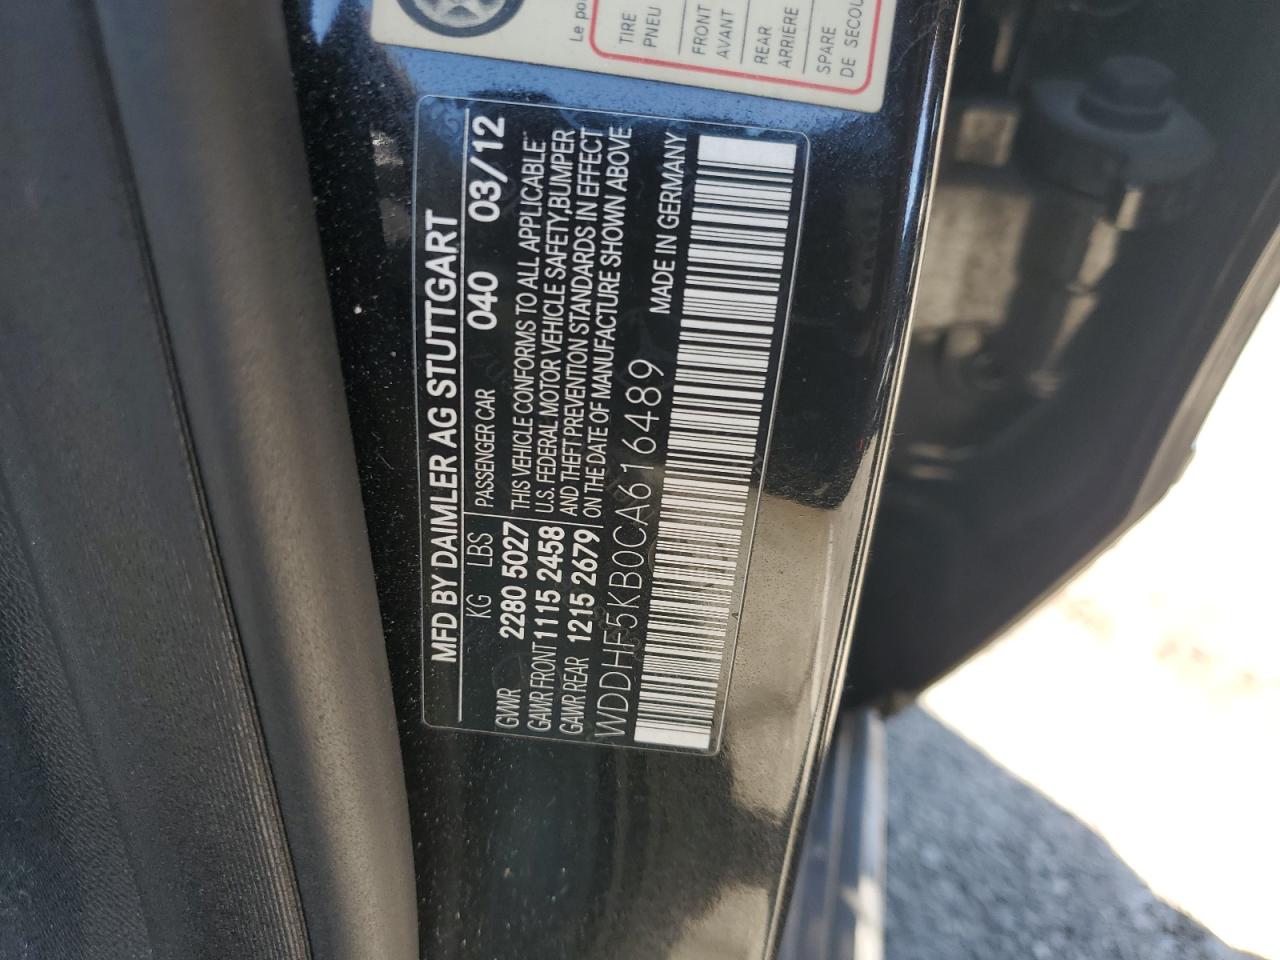 MFD BY DAIMLER AG STUTTGART
KG LBS PASSENGER CAR 040 03/12
GVWR 2280 5027
GAWR FRONT 1115 2458
GAWR REAR 1215 2679
THIS VEHICLE CONFORMS TO ALL APPLICABLE
U.S. FEDERAL MOTOR VEHICLE SAFETY,BUMPER
AND THEFT PREVENTION STANDARDS IN EFFECT
ON THE DATE OF MANUFACTURE SHOWN ABOVE
WDDHF5KB0CA616489 MADE IN GERMANY
Le
TIRE
PNEU
FRONT
AVANT
REAR
ARRIERE
SPARE
DE